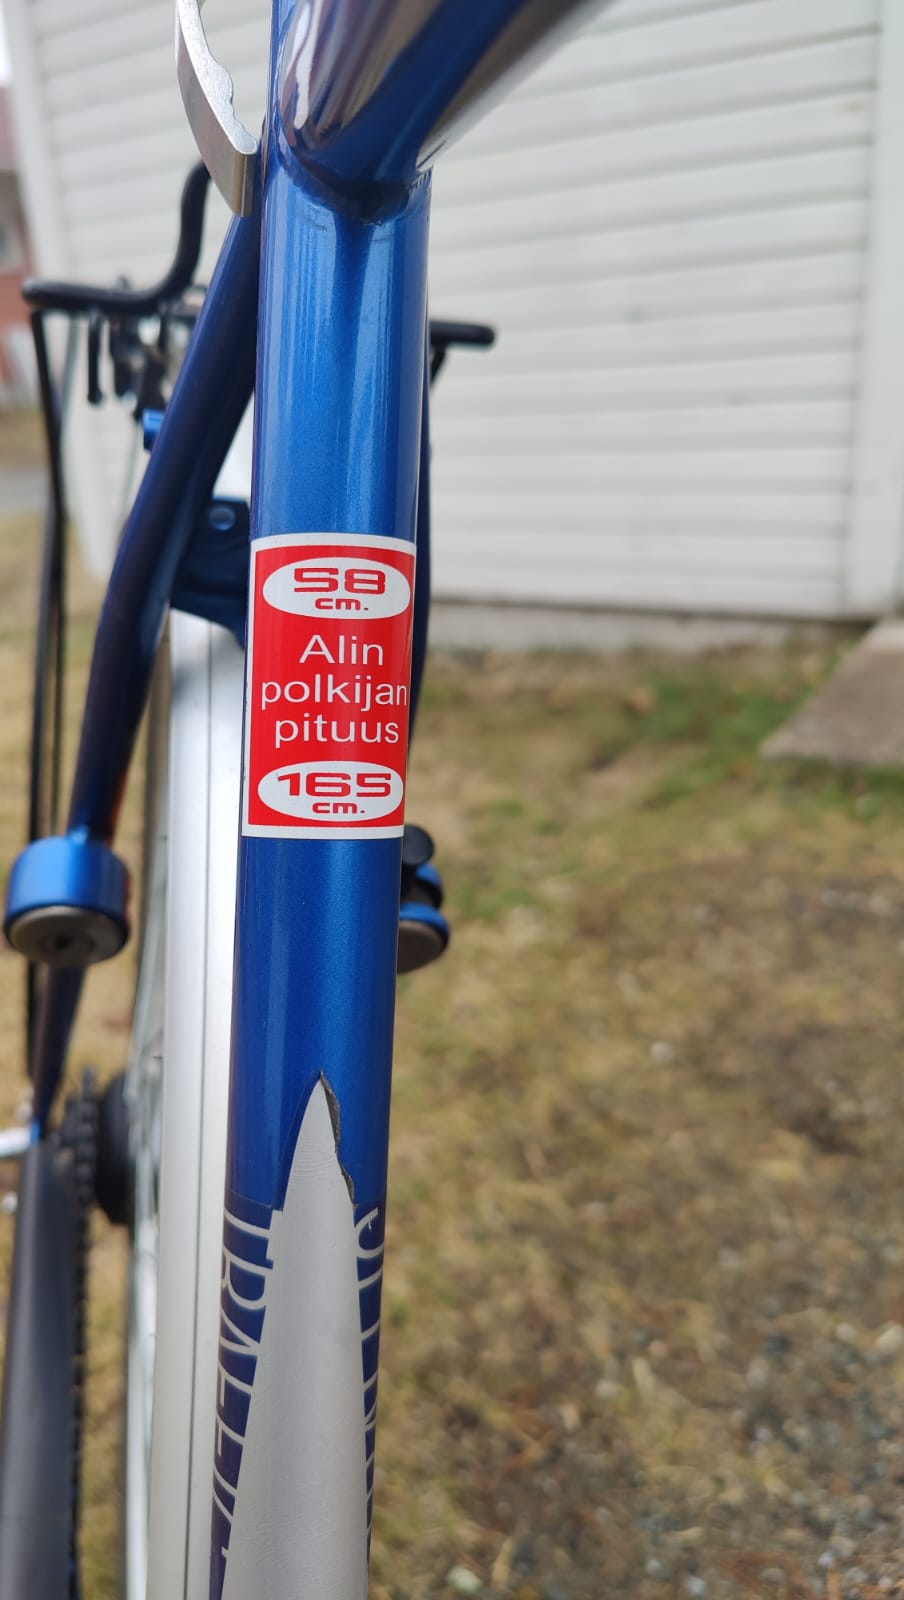 58
cm.
Alin
polkijan
pituus
165
cm.